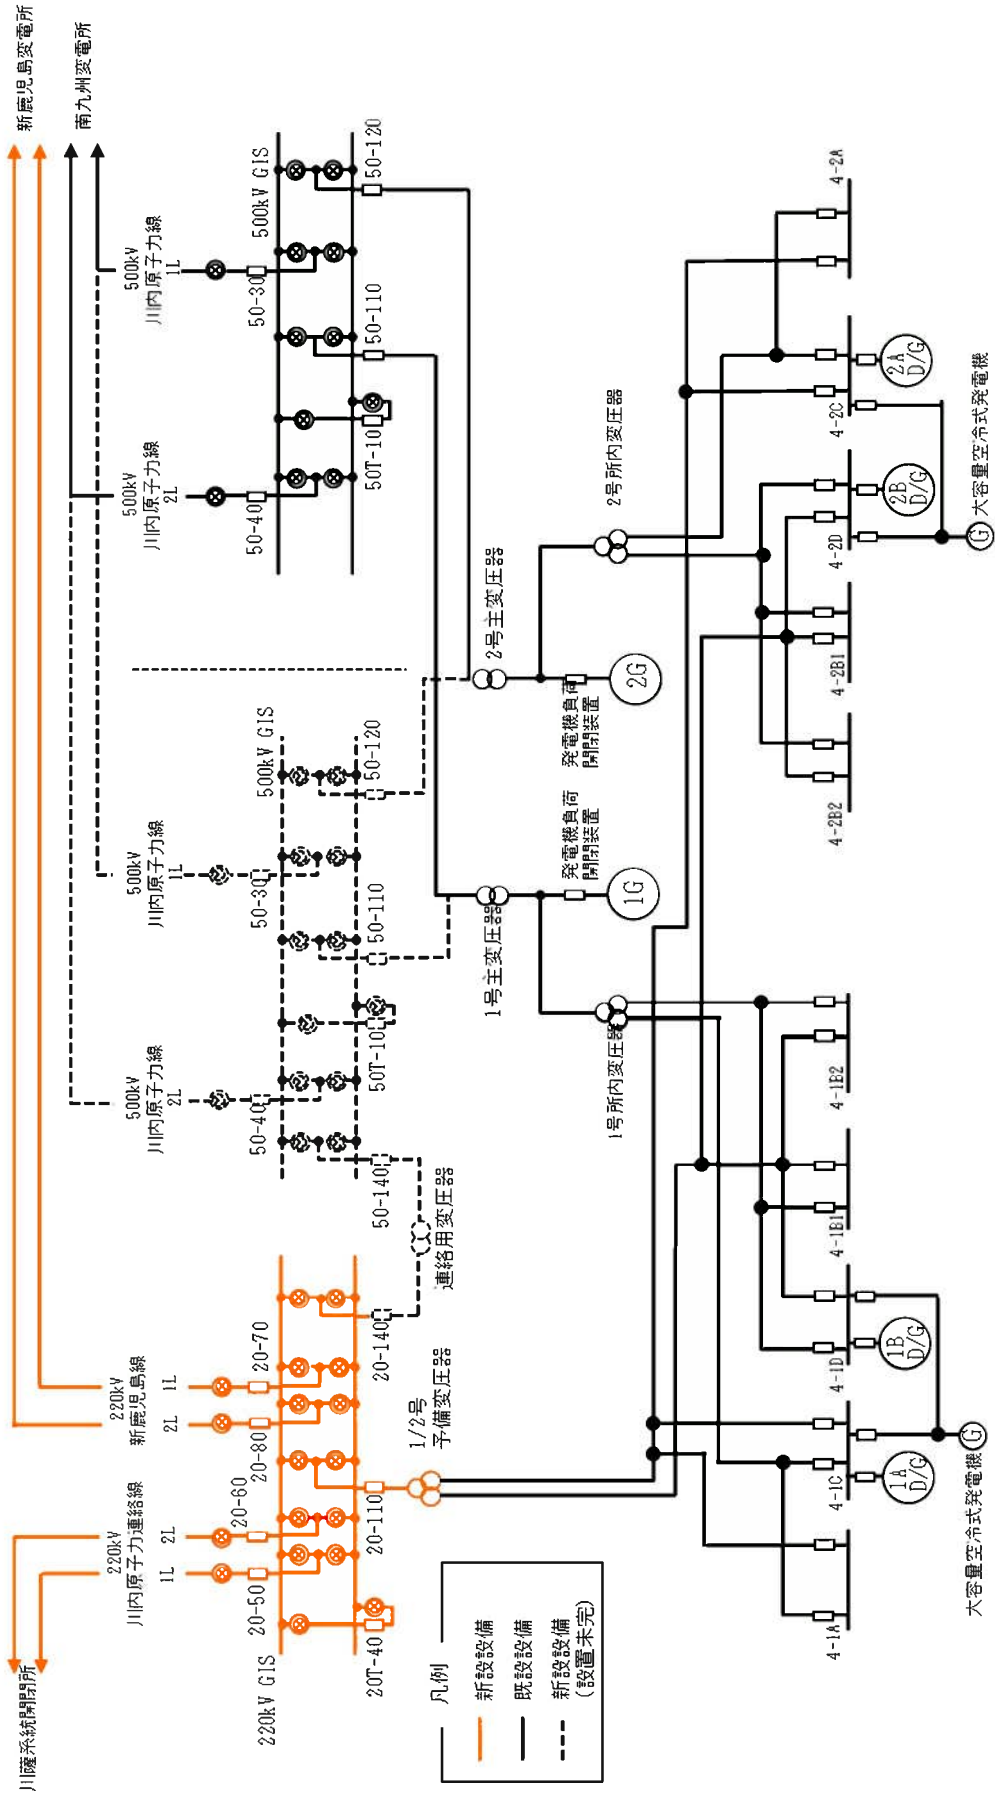 川薩系統開閉所
新鹿児島変電所
南九州変電所
220kV
川内原子力連絡線
1L
2L
220kV
新鹿児島線
2L
1L
500kV
川内原子力線
2L
500kV
川内原子力線
1L
500kV
川内原子力線
2L
500kV
川内原子力線
1L
20-50
20-60
20-80
20-70
50-40
50-30
50-40
50-30
220kV GIS
500kV GIS
500kV GIS
20T-40
20-110
20-140
50-140
50T-10
50-110
50-120
50T-10
50-110
50-120
1/2号
予備変圧器
連絡用変圧器
1号主変圧器
2号主変圧器
発電機負荷
開閉装置
発電機負荷
開閉装置
1G
2G
1号所内変圧器
2号所内変圧器
凡例
新設設備
既設設備
新設設備
(設置未完)
4-1A
4-1C
4-1D
4-1B1
4-1B2
4-2B2
4-2B1
4-2D
4-2C
4-2A
1A
D/G
1B
D/G
2B
D/G
2A
D/G
大容量空冷式発電機
G
G
大容量空冷式発電機